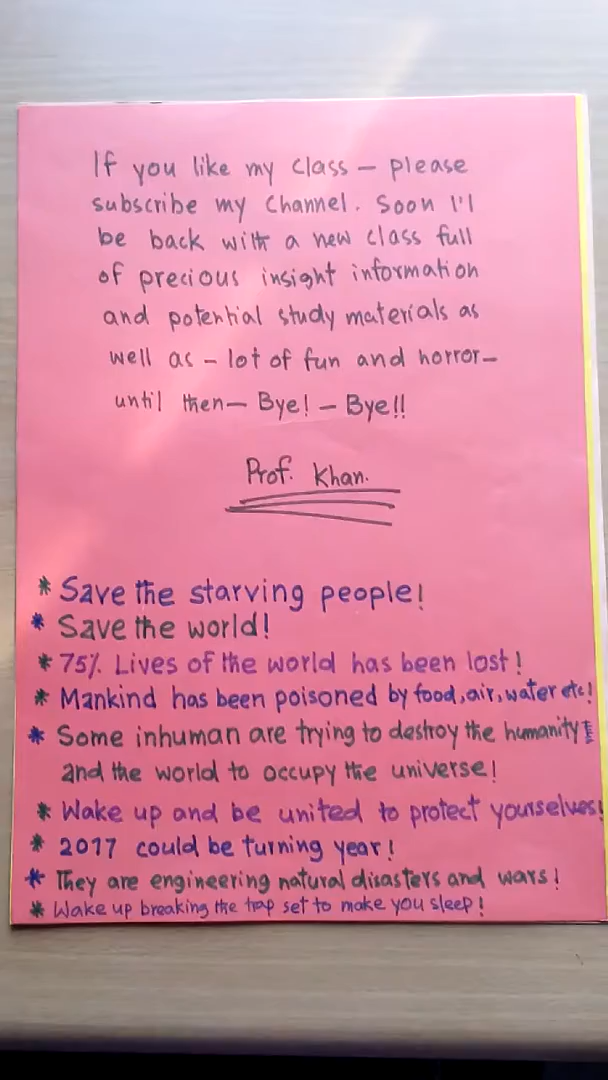 If you like my class – please
subscribe my Channel. Soon I'll
be back with a new class full
of precious insight information
and potential study materials as
well as – lot of fun and horror–
until then– Bye! – Bye!!
Prof. Khan.
* Save the starving people!
* Save the world!
* 75% Lives of the world has been lost!
* Mankind has been poisoned by food, air, water etc!
* Some inhuman are trying to destroy the humanity!
and the world to occupy the universe!
* Wake up and be united to protect yourselves!
* 2017 could be turning year!
* They are engineering natural disasters and wars!
* Wake up breaking the trap set to make you sleep!